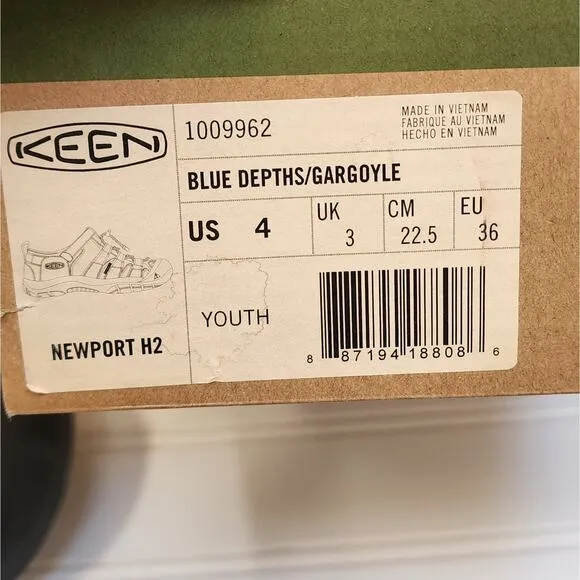 KEEN
1009962
MADE IN VIETNAM
FABRIQUE AU VIETNAM
HECHO EN VIETNAM
BLUE DEPTHS/GARGOYLE
US 4
UK 3
CM 22.5
EU 36
YOUTH
NEWPORT H2
8 87194 18808 6